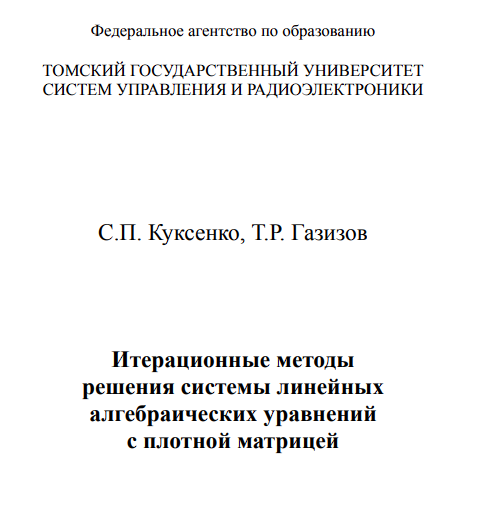 Федеральное агентство по образованию
ТОМСКИЙ ГОСУДАРСТВЕННЫЙ УНИВЕРСИТЕТ
СИСТЕМ УПРАВЛЕНИЯ И РАДИОЭЛЕКТРОНИКИ
С.П. Куксенко, Т.Р. Газизов
Итерационные методы
решения системы линейных
алгебраических уравнений
с плотной матрицей